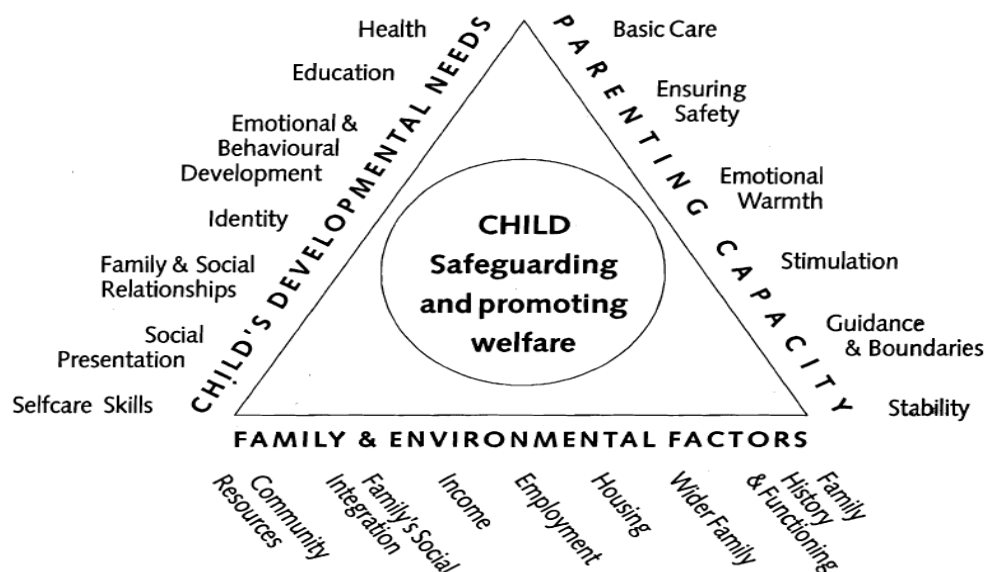 Health
Education
Emotional &
Behavioural
Development
Identity
Family & Social
Relationships
Social
Presentation
Selfcare Skills
CHILD'S DEVELOPMENTAL NEEDS
PARENTING CAPACITY
Basic Care
Ensuring
Safety
Emotional
Warmth
Stimulation
Guidance
& Boundaries
Stability
CHILD
Safeguarding
and promoting
welfare
FAMILY & ENVIRONMENTAL FACTORS
Community
Resources
Family's Social
Integration
Income
Employment
Housing
Wider Family
Family
History
& Functioning